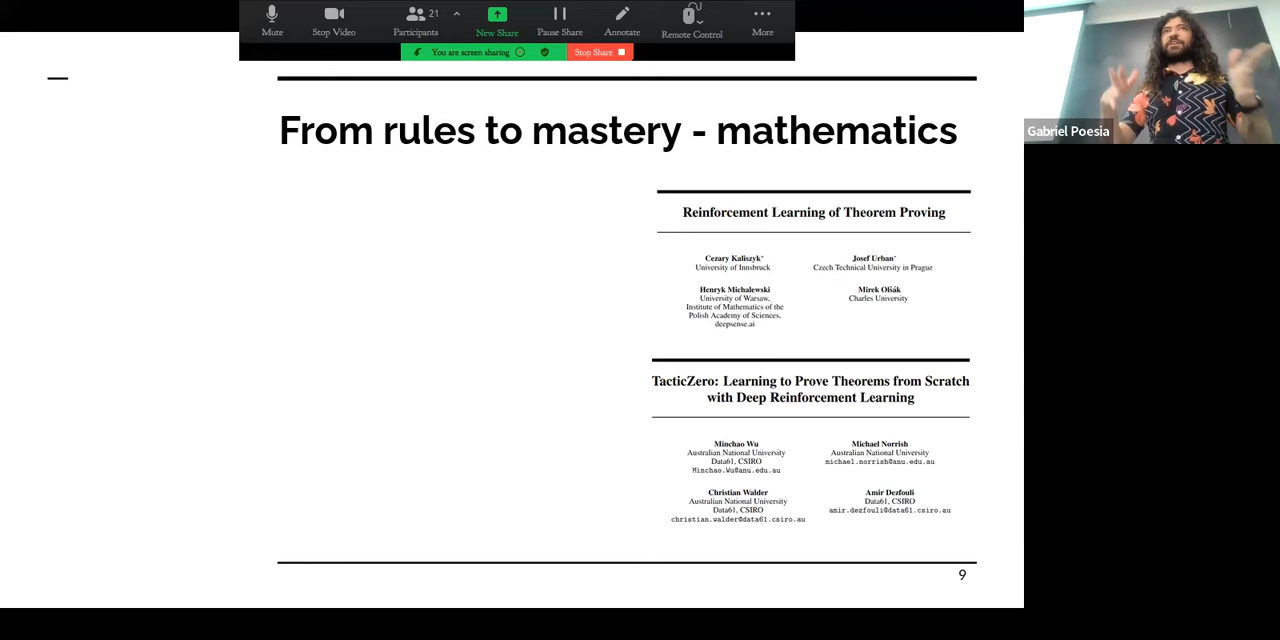 21
Mute
Stop Video
Participants
New Share
Pause Share
Annotate
Remote Control
More
You are screen sharing
Stop Share
Gabriel Poesia
From rules to mastery - mathematics
Reinforcement Learning of Theorem Proving
Cezary Kaliszyk*
University of Innsbruck
Josef Urban*
Czech Technical University in Prague
Henryk Michalewski
University of Warsaw,
Institute of Mathematics of the
Polish Academy of Sciences,
deepsense.ai
Mirek Olšák
Charles University
TacticZero: Learning to Prove Theorems from Scratch
with Deep Reinforcement Learning
Minchao Wu
Australian National University
Data61, CSIRO
Minchao.Wu@anu.edu.au
Michael Norrish
Australian National University
michael.norrish@anu.edu.au
Christian Walder
Australian National University
Data61, CSIRO
christian.walder@data61.csiro.au
Amir Dezfouli
Data61, CSIRO
amir.dezfouli@data61.csiro.au
9